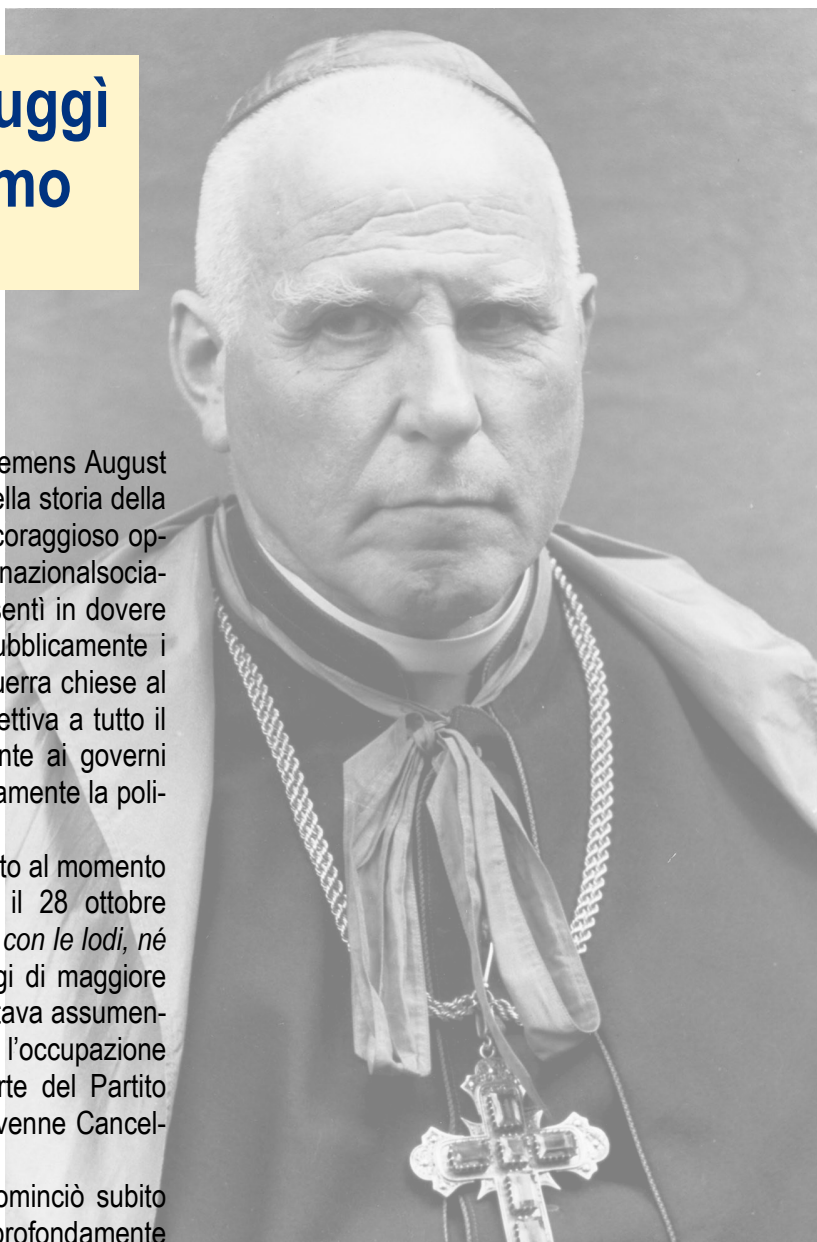 uggì
mo
emens August
ella storia della
coraggioso op-
nazionalsocia-
sentì in dovere
ubblicamente i
uerra chiese al
ettiva a tutto il
nte ai governi
amente la poli-
to al momento
il 28 ottobre
con le lodi, né
gi di maggiore
tava assumen-
l’occupazione
rte del Partito
venne Cancel-
ominciò subito
profondamente